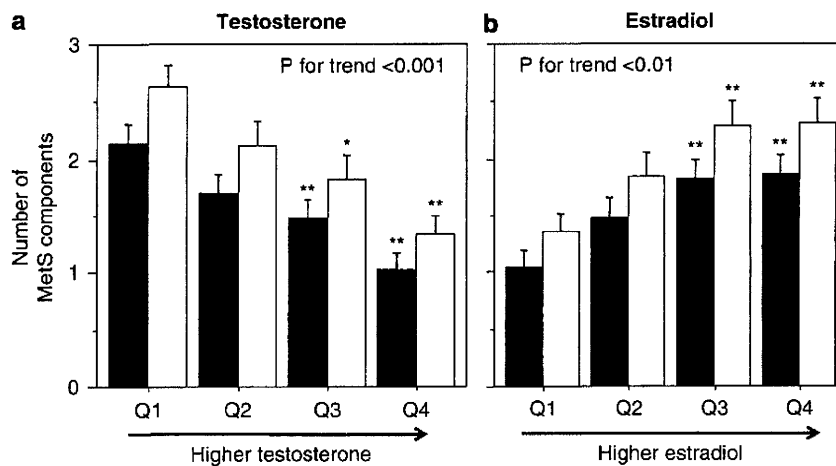 a Testosterone
P for trend <0.001
Number of
MetS components
3
2
1
0
*
**
**
**
Q1 Q2 Q3 Q4
Higher testosterone
b Estradiol
P for trend <0.01
**
**
**
**
Q1 Q2 Q3 Q4
Higher estradiol